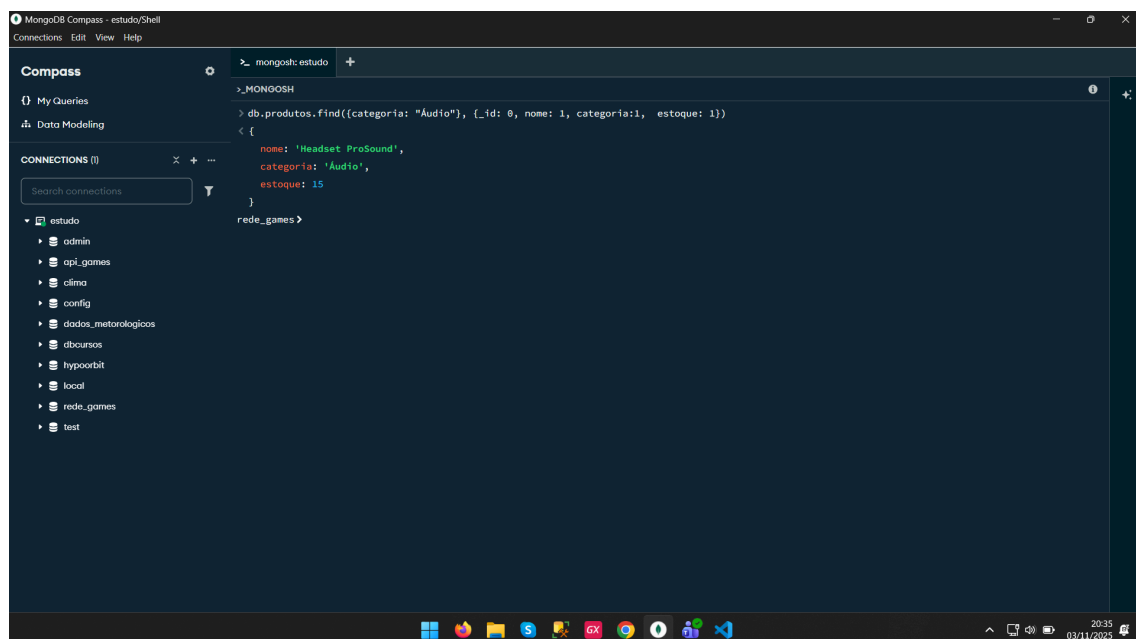 MongoDB Compass - estudo/Shell
Connections Edit View Help
Compass
{} My Queries
Data Modeling
CONNECTIONS (1)
Search connections
estudo
admin
api_games
clima
config
dados_metorologicos
dbcursos
hypoorbit
local
rede_games
test
>_ mongosh: estudo +
>_MONGOSH
> db.produtos.find({categoria: "Áudio"}, {_id: 0, nome: 1, categoria:1,  estoque: 1})
< {
nome: 'Headset ProSound',
categoria: 'Áudio',
estoque: 15
}
rede_games>
GX
20:35
03/11/2025